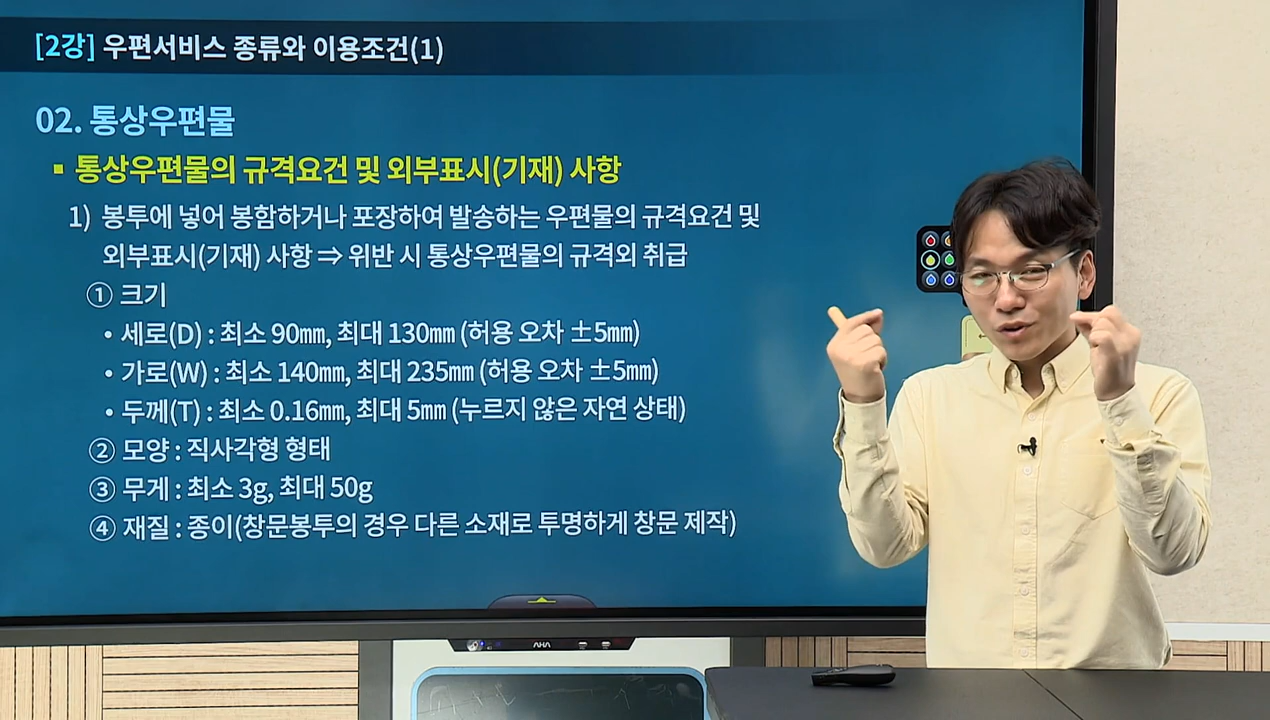 [2강] 우편서비스 종류와 이용조건(1)
02. 통상우편물
▪ 통상우편물의 규격요건 및 외부표시(기재) 사항
1) 봉투에 넣어 봉함하거나 포장하여 발송하는 우편물의 규격요건 및
외부표시(기재) 사항 ⇒ 위반 시 통상우편물의 규격외 취급
① 크기
• 세로(D) : 최소 90㎜, 최대 130㎜ (허용 오차 ±5㎜)
• 가로(W) : 최소 140㎜, 최대 235㎜ (허용 오차 ±5㎜)
• 두께(T) : 최소 0.16㎜, 최대 5㎜ (누르지 않은 자연 상태)
② 모양 : 직사각형 형태
③ 무게 : 최소 3g, 최대 50g
④ 재질 : 종이(창문봉투의 경우 다른 소재로 투명하게 창문 제작)
AHA